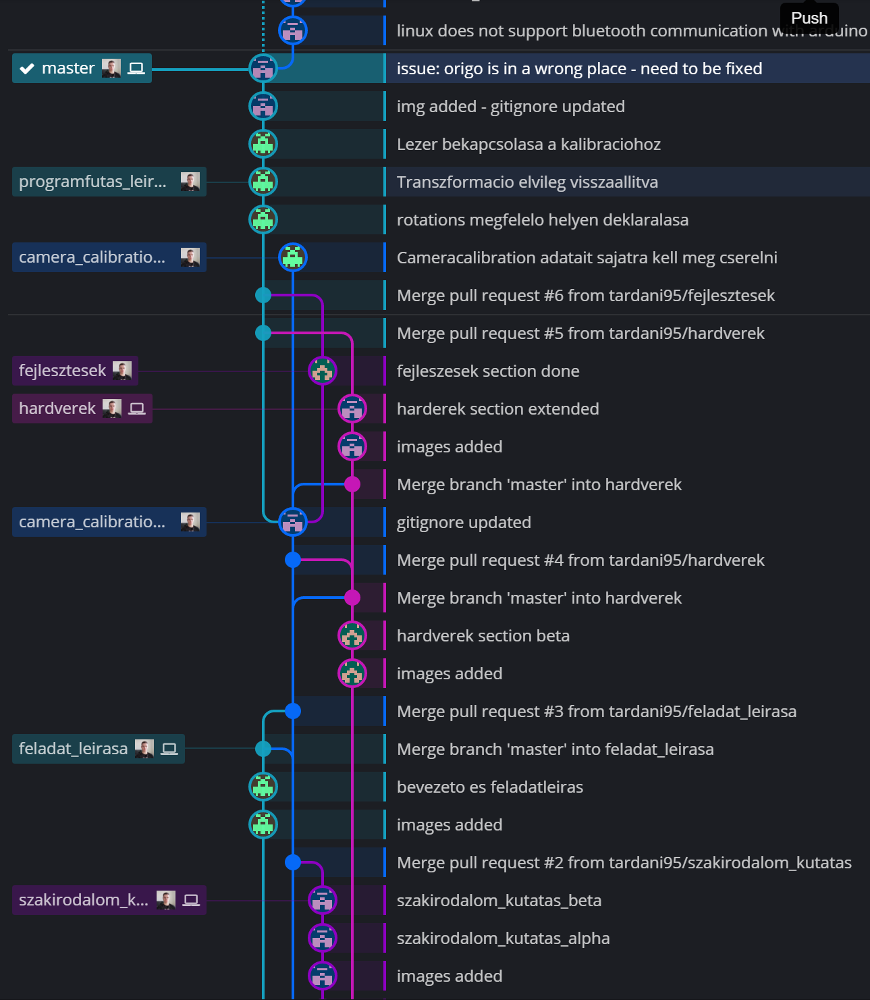 Push
linux does not support bluetooth communication with arduino
master issue: origo is in a wrong place - need to be fixed
img added - gitignore updated
Lezer bekapcsolasa a kalibraciohoz
programfutas_leir... Transzformacio elvileg visszaallitva
rotations megfelelo helyen deklaralasa
camera_calibratio... Cameracalibration adatait sajatra kell meg cserelni
Merge pull request #6 from tardani95/fejlesztesek
Merge pull request #5 from tardani95/hardverek
fejlesztesek fejleszesek section done
hardverek harderek section extended
images added
Merge branch 'master' into hardverek
camera_calibratio... gitignore updated
Merge pull request #4 from tardani95/hardverek
Merge branch 'master' into hardverek
hardverek section beta
images added
Merge pull request #3 from tardani95/feladat_leirasa
feladat_leirasa Merge branch 'master' into feladat_leirasa
bevezeto es feladatleiras
images added
Merge pull request #2 from tardani95/szakirodalom_kutatas
szakirodalom_k... szakirodalom_kutatas_beta
szakirodalom_kutatas_alpha
images added